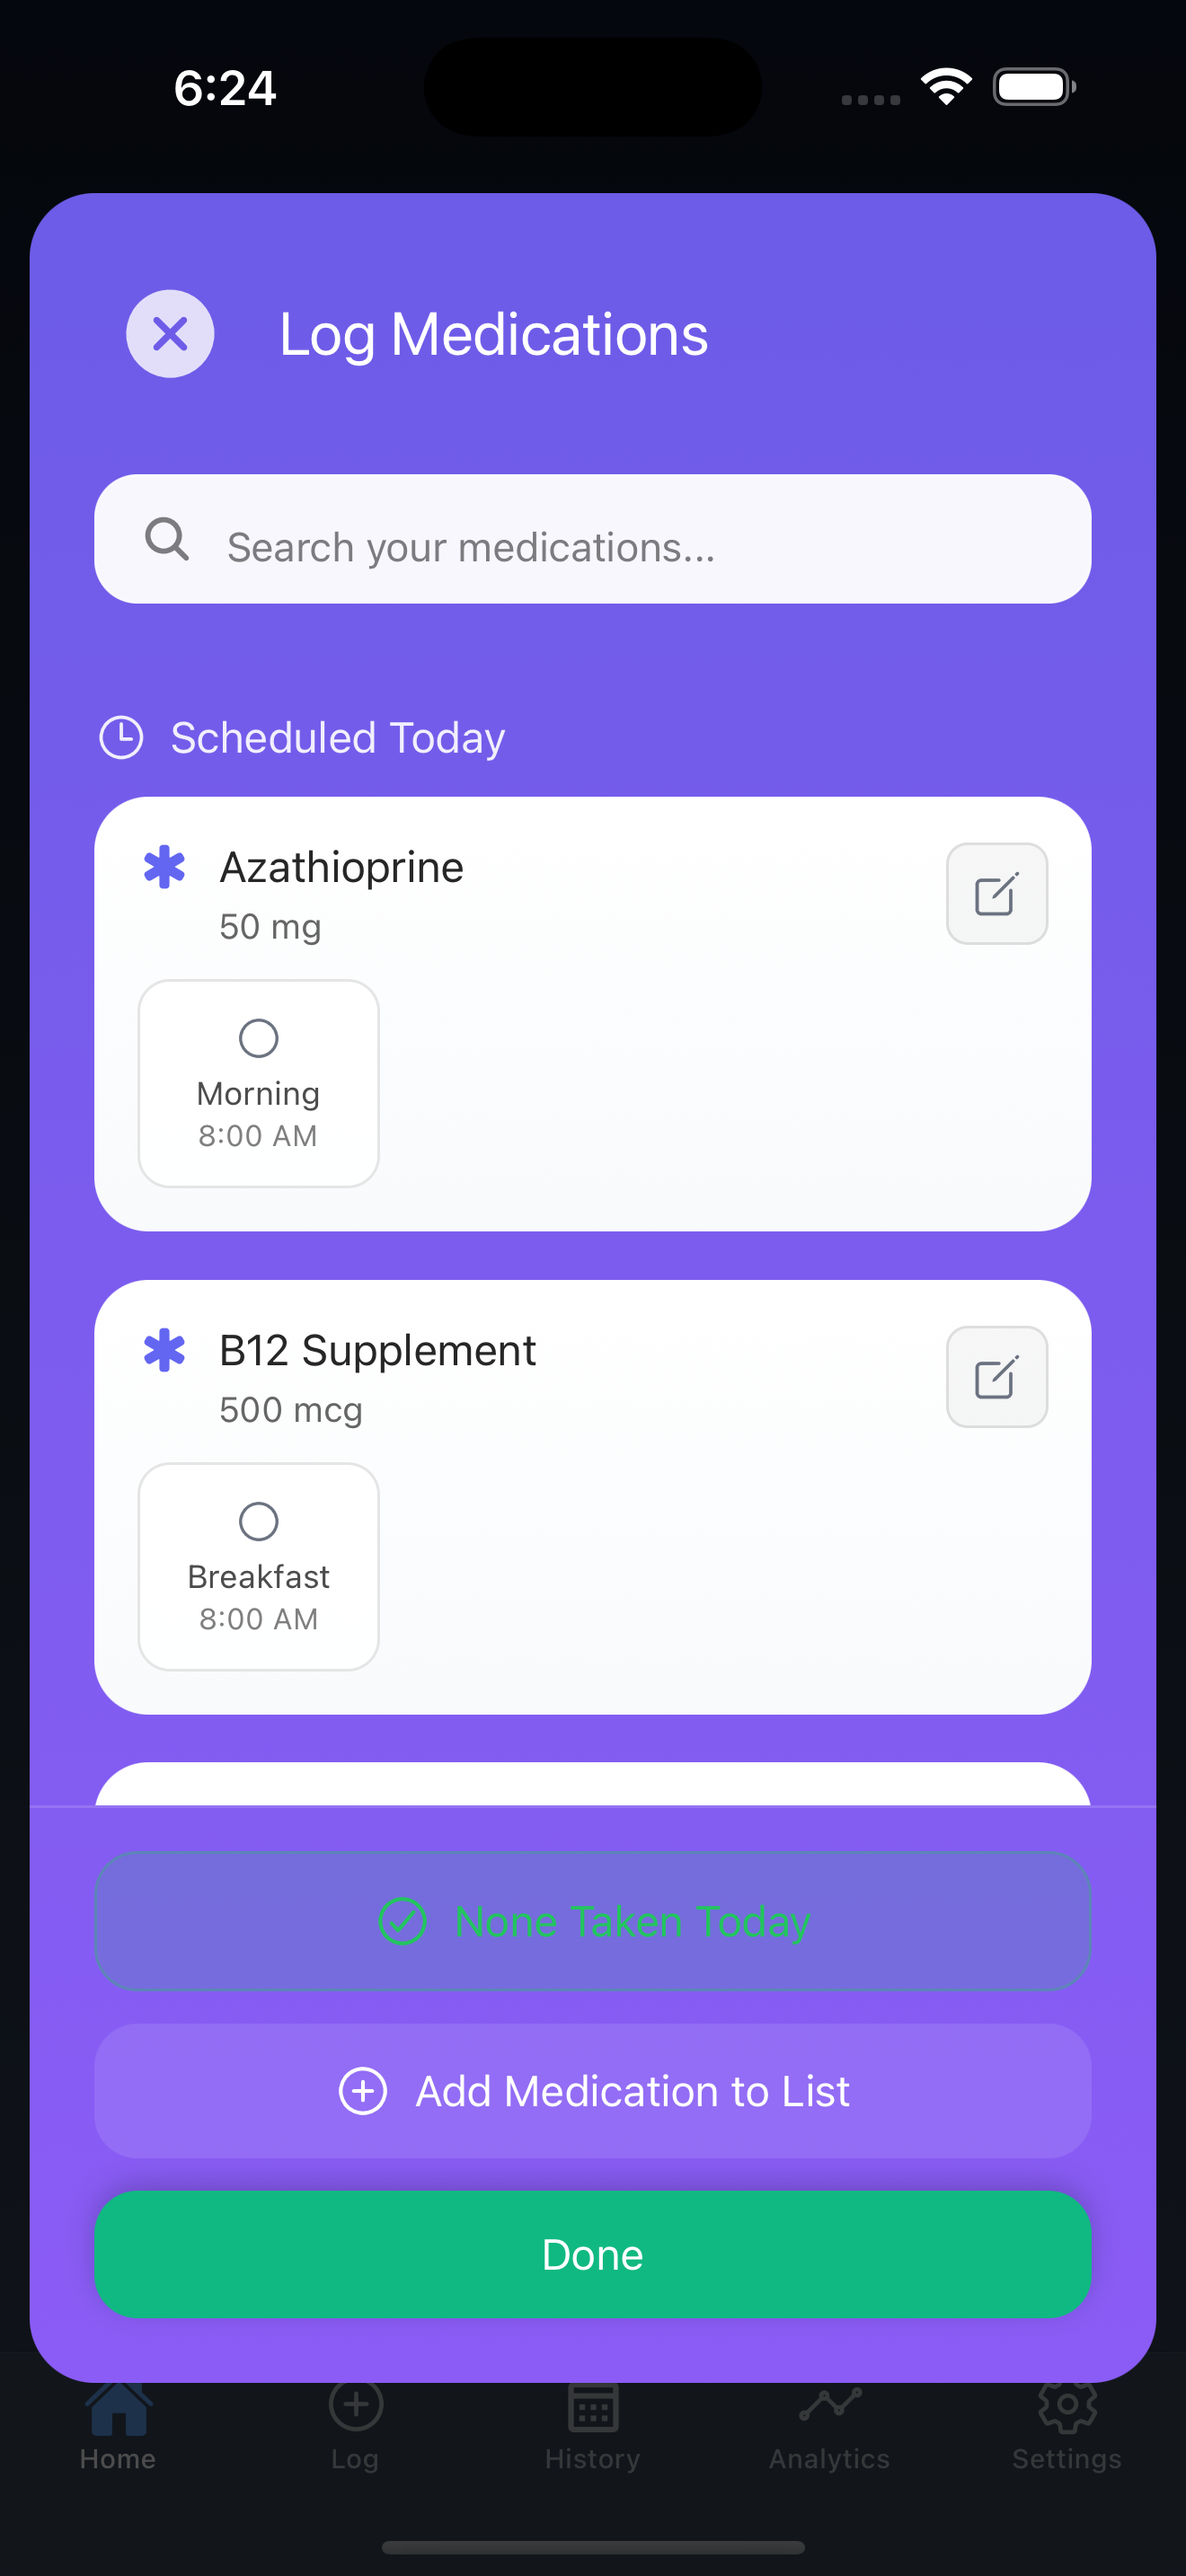 6:24
Log Medications
Search your medications...
Scheduled Today
Azathioprine
50 mg
Morning
8:00 AM
B12 Supplement
500 mcg
Breakfast
8:00 AM
None Taken Today
Add Medication to List
Done
Home
Log
History
Analytics
Settings